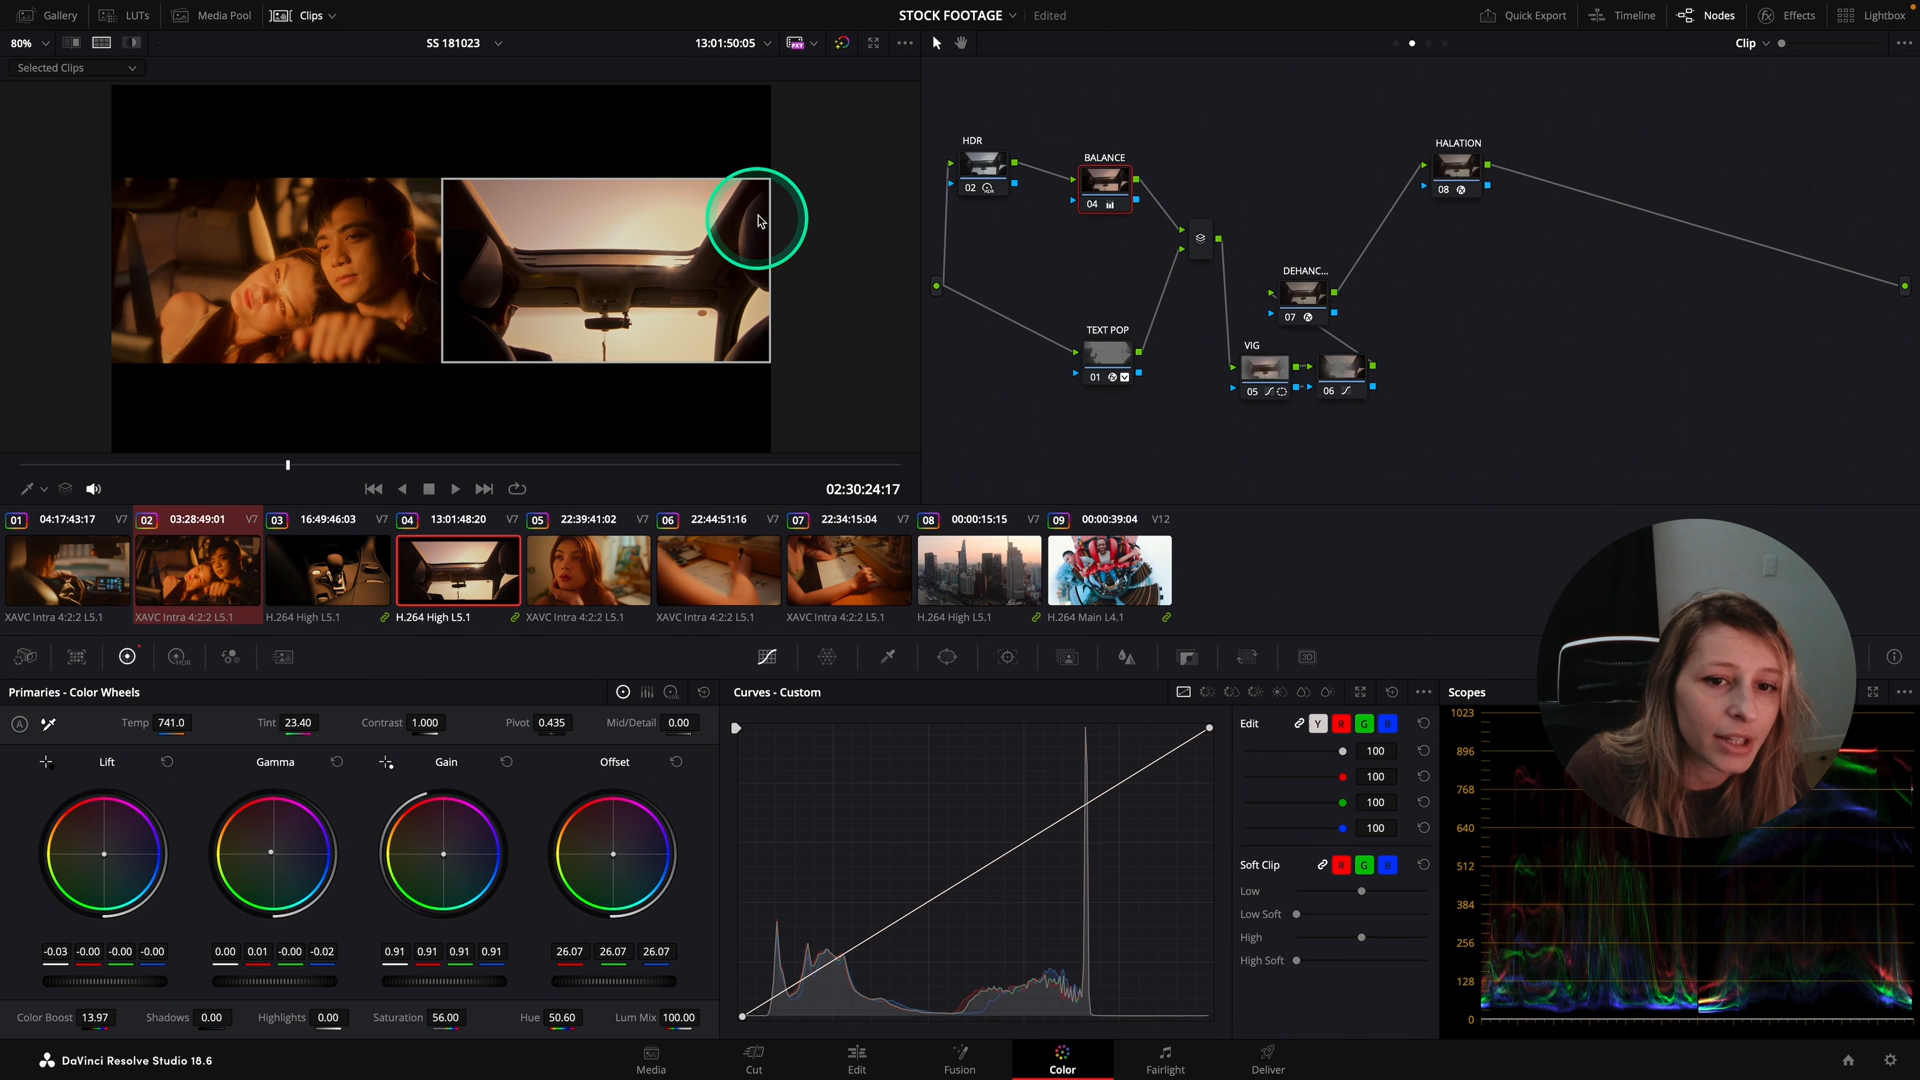 Gallery LUTs Media Pool Clips STOCK FOOTAGE Edited Quick Export Timeline Nodes Effects Lightbox
80% SS 181023 13:01:50:05 Clip
Selected Clips
HDR
02
BALANCE
04
HALATION
08
DEHANC...
07
TEXT POP
01
VIG
05
06
02:30:24:17
01 04:17:43:17 V7 02 03:28:49:01 V7 03 16:49:46:03 V7 04 13:01:48:20 V7 05 22:39:41:02 V7 06 22:44:51:16 V7 07 22:34:15:04 V7 08 00:00:15:15 V7 09 00:00:39:04 V12
XAVC Intra 4:2:2 L5.1 XAVC Intra 4:2:2 L5.1 H.264 High L5.1 H.264 High L5.1 XAVC Intra 4:2:2 L5.1 XAVC Intra 4:2:2 L5.1 XAVC Intra 4:2:2 L5.1 H.264 High L5.1 H.264 Main L4.1
HDR 3D
Primaries - Color Wheels
LOG
A Temp 741.0 Tint 23.40 Contrast 1.000 Pivot 0.435 Mid/Detail 0.00
Lift Gamma Gain Offset
-0.03 -0.00 -0.00 -0.00 0.00 0.01 -0.00 -0.02 0.91 0.91 0.91 0.91 26.07 26.07 26.07
Color Boost 13.97 Shadows 0.00 Highlights 0.00 Saturation 56.00 Hue 50.60 Lum Mix 100.00
Curves - Custom
Edit Y R G B
100
100
100
100
Soft Clip R G B
Low
Low Soft
High
High Soft
Scopes
1023
896
768
640
512
384
256
128
0
DaVinci Resolve Studio 18.6
Media Cut Edit Fusion Color Fairlight Deliver